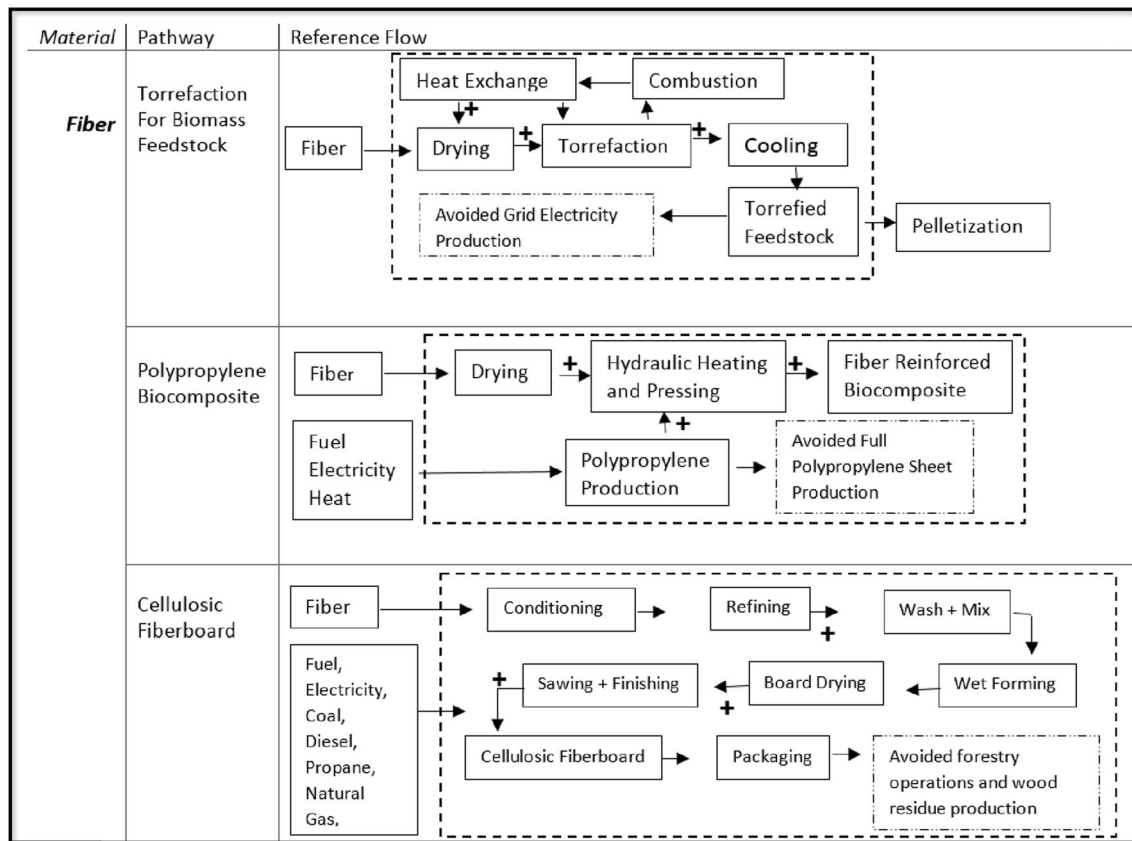 Material Pathway Reference Flow
Fiber
Torrefaction
For Biomass
Feedstock
Heat Exchange
Combustion
+
Fiber
Drying
+
Torrefaction
+
Cooling
Avoided Grid Electricity
Production
Torrefied
Feedstock
Pelletization
Polypropylene
Biocomposite
Fiber
Drying
+
Hydraulic Heating
and Pressing
+
Fiber Reinforced
Biocomposite
+
Fuel
Electricity
Heat
Polypropylene
Production
Avoided Full
Polypropylene Sheet
Production
Cellulosic
Fiberboard
Fiber
Conditioning
Refining
+
Wash + Mix
Fuel,
Electricity,
Coal,
Diesel,
Propane,
Natural
Gas,
+
Sawing + Finishing
+
Board Drying
Wet Forming
Cellulosic Fiberboard
Packaging
Avoided forestry
operations and wood
residue production